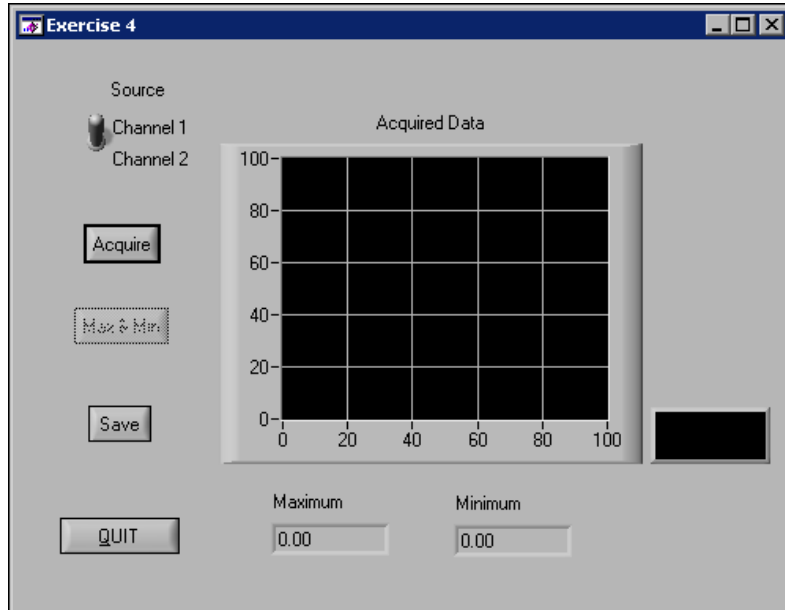 Exercise 4
Source
Channel 1
Channel 2
Acquired Data
Acquire
Max & Min
Save
QUIT
100
80
60
40
20
0
0 20 40 60 80 100
Maximum
Minimum
0.00
0.00